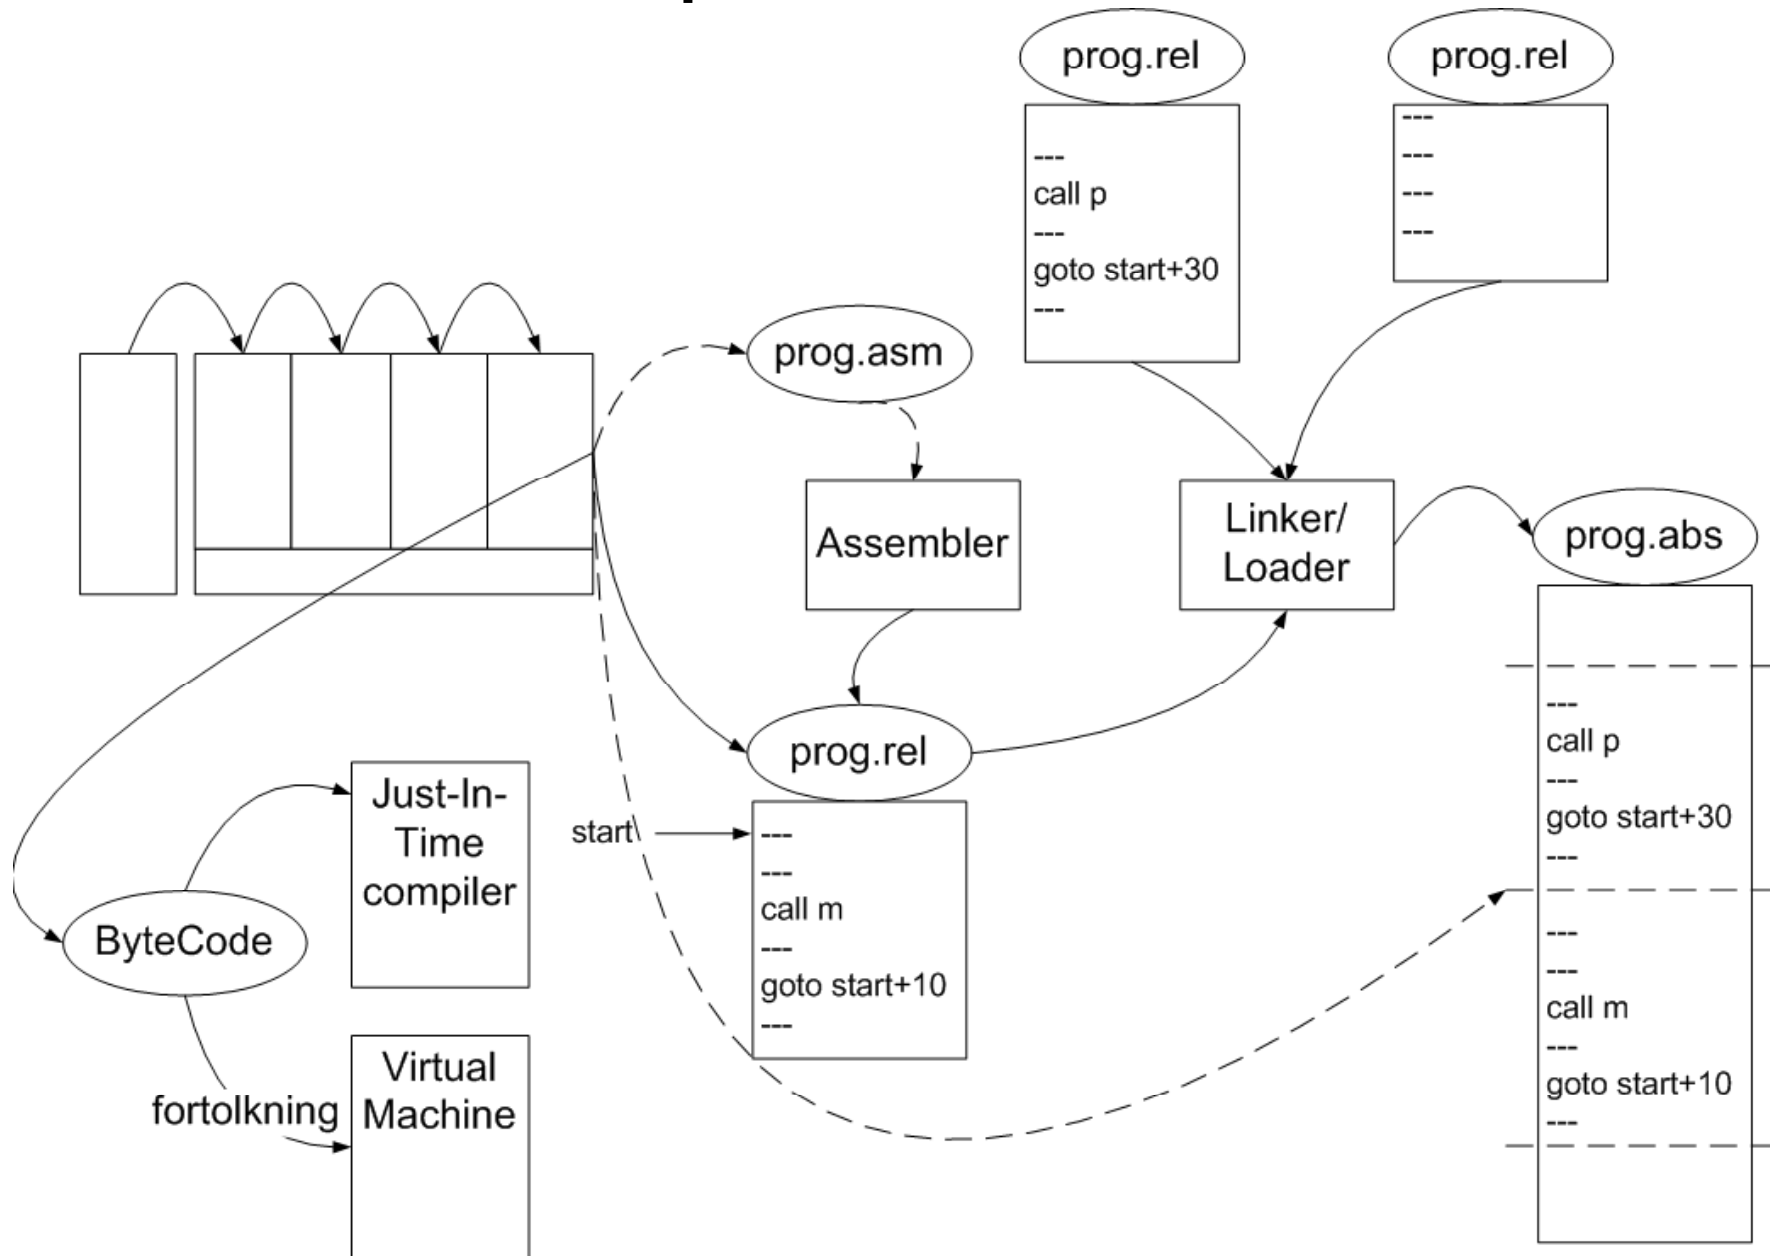 prog.rel
---
call p
---
goto start+30
---
prog.rel
---
---
---
---
prog.asm
Assembler
Linker/
Loader
prog.abs
---
call p
---
goto start+30
---
---
---
call m
---
goto start+10
---
prog.rel
start
---
---
call m
---
goto start+10
---
Just-In-
Time
compiler
ByteCode
fortolkning
Virtual
Machine